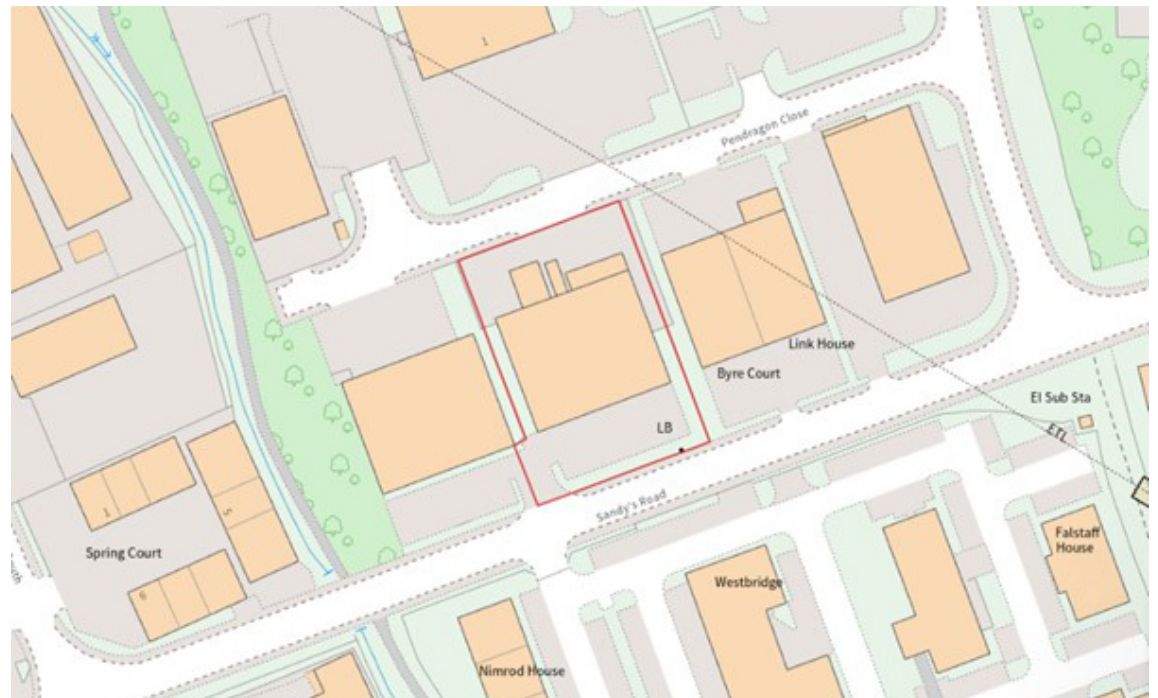 1
Pendragon Close
Link House
Byre Court
El Sub Sta
LB
ETL
Sandy's Road
1
5
Spring Court
Falstaff
House
Westbridge
6
Nimrod House